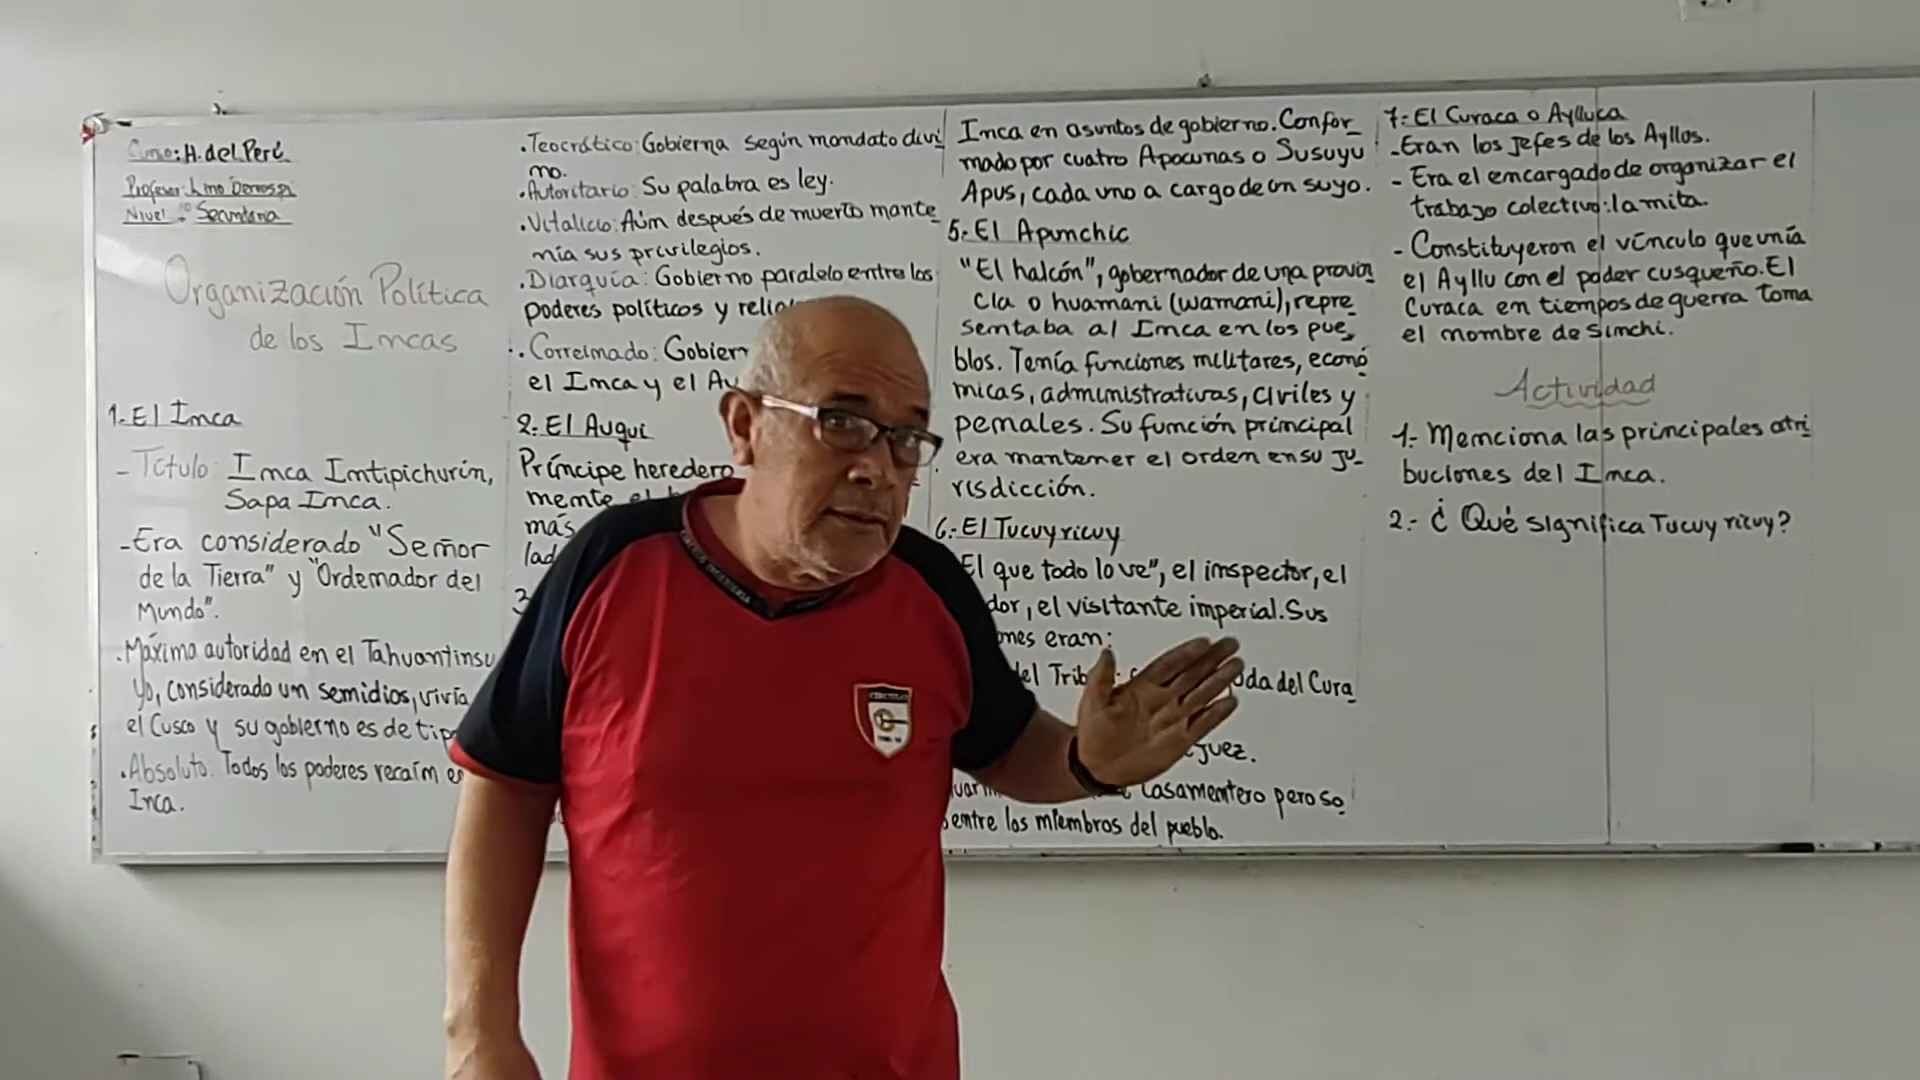 Curso: H. del Perú
Profesor: Lino
Nivel : Secundaria
Organización Política
de los Incas
1.- El Inca
- Título: Inca Intipichurin,
Sapa Inca.
- Era considerado "Señor
de la Tierra" y "Ordenador del
Mundo".
. Máxima autoridad en el Tahuantinsu
yo, considerado un semidios, vivía
el Cusco y su gobierno es de tip
. Absoluto: Todos los poderes recaím e
Inca.
. Teocrático: Gobierna según mandato divi
no.
. Autoritario: Su palabra es ley.
. Vitalicio: Aún después de muerto mante
nía sus privilegios.
. Diarquía: Gobierno paralelo entre los
poderes políticos y reli
. Correinado: Gobier
el Inca y el Au
2.- El Auqui
Príncipe heredero
mente el
más
lad
3
Inca en asuntos de gobierno. Confor
mado por cuatro Apocunas o Susuyu
Apus, cada uno a cargo de un suyo.
5.- El Apunchic
"El halcón", gobernador de una provin
cia o huamani (wamani), repre
sentaba al Inca en los pue
blos. Tenía funciones militares, econó
micas, administrativas, civiles y
penales. Su función principal
era mantener el orden en su ju-
risdicción.
6.- El Tucuyricuy
El que todo lo ve", el inspector, el
dor, el visitante imperial. Sus
ones eran:
el Trib da del Cura
juez.
casamentero pero so
entre los miembros del pueblo.
7.- El Curaca o Aylluca
- Eran los jefes de los Ayllos.
- Era el encargado de organizar el
trabajo colectivo: la mita.
- Constituyeron el vínculo que unía
el Ayllu con el poder cusqueño. El
Curaca en tiempos de guerra toma
el nombre de Sinchi.
Actividad
1.- Menciona las principales atri
buciones del Inca.
2.- ¿Qué significa Tucuyricuy?